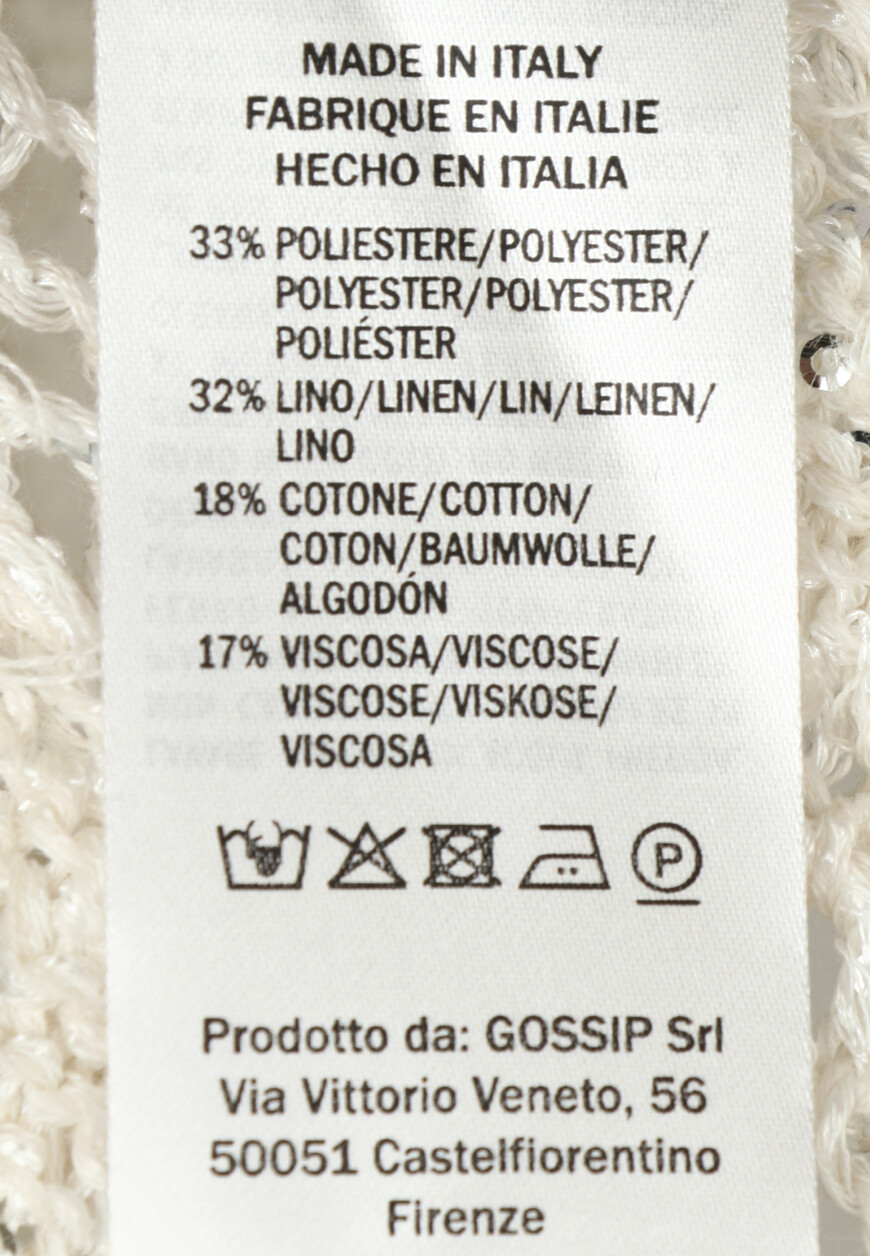 MADE IN ITALY
FABRIQUE EN ITALIE
HECHO EN ITALIA
33% POLIESTERE/POLYESTER/
POLYESTER/POLYESTER/
POLIÉSTER
32% LINO/LINEN/LIN/LEINEN/
LINO
18% COTONE/COTTON/
COTON/BAUMWOLLE/
ALGODÓN
17% VISCOSA/VISCOSE/
VISCOSE/VISKOSE/
VISCOSA
P
Prodotto da: GOSSIP Srl
Via Vittorio Veneto, 56
50051 Castelfiorentino
Firenze